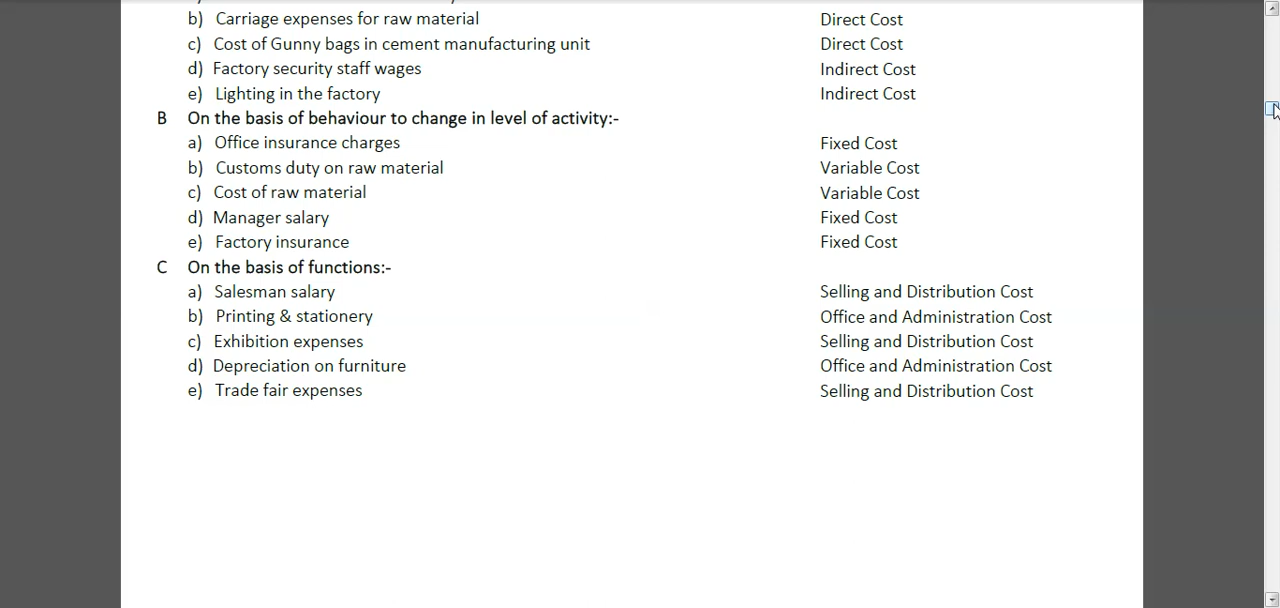 b) Carriage expenses for raw material Direct Cost
c) Cost of Gunny bags in cement manufacturing unit Direct Cost
d) Factory security staff wages Indirect Cost
e) Lighting in the factory Indirect Cost
B On the basis of behaviour to change in level of activity:-
a) Office insurance charges Fixed Cost
b) Customs duty on raw material Variable Cost
c) Cost of raw material Variable Cost
d) Manager salary Fixed Cost
e) Factory insurance Fixed Cost
C On the basis of functions:-
a) Salesman salary Selling and Distribution Cost
b) Printing & stationery Office and Administration Cost
c) Exhibition expenses Selling and Distribution Cost
d) Depreciation on furniture Office and Administration Cost
e) Trade fair expenses Selling and Distribution Cost